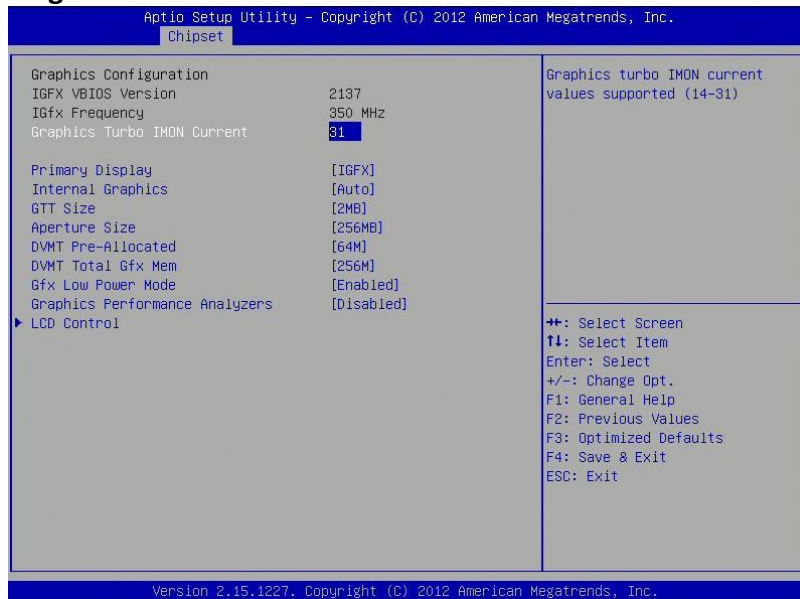 Aptio Setup Utility – Copyright (C) 2012 American Megatrends, Inc.
Chipset
Graphics Configuration
IGFX VBIOS Version 2137
IGfx Frequency 350 MHz
Graphics Turbo IMON Current 31
Primary Display [IGFX]
Internal Graphics [Auto]
GTT Size [2MB]
Aperture Size [256MB]
DVMT Pre-Allocated [64M]
DVMT Total Gfx Mem [256M]
Gfx Low Power Mode [Enabled]
Graphics Performance Analyzers [Disabled]
LCD Control
Graphics turbo IMON current
values supported (14-31)
→←: Select Screen
↑↓: Select Item
Enter: Select
+/-: Change Opt.
F1: General Help
F2: Previous Values
F3: Optimized Defaults
F4: Save & Exit
ESC: Exit
Version 2.15.1227. Copyright (C) 2012 American Megatrends, Inc.